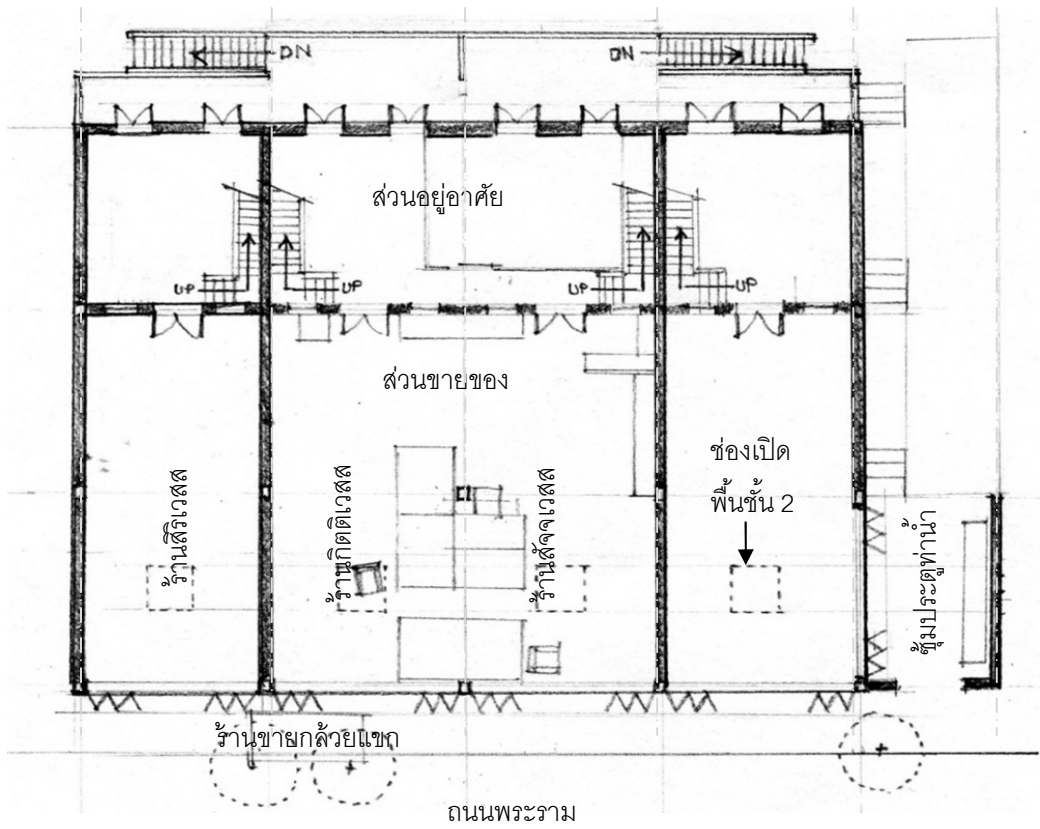 DN
DN
ส่วนอยู่อาศัย
UP
UP
UP
UP
ส่วนขายของ
ช่องเปิด
พื้นชั้น 2
ร้านสิริเวสส
ร้านกิตติเวสส
ร้านสัจจเวสส
ซุ้มประตูท่าน้ำ
ร้านขายกล้วยแขก
ถนนพระราม